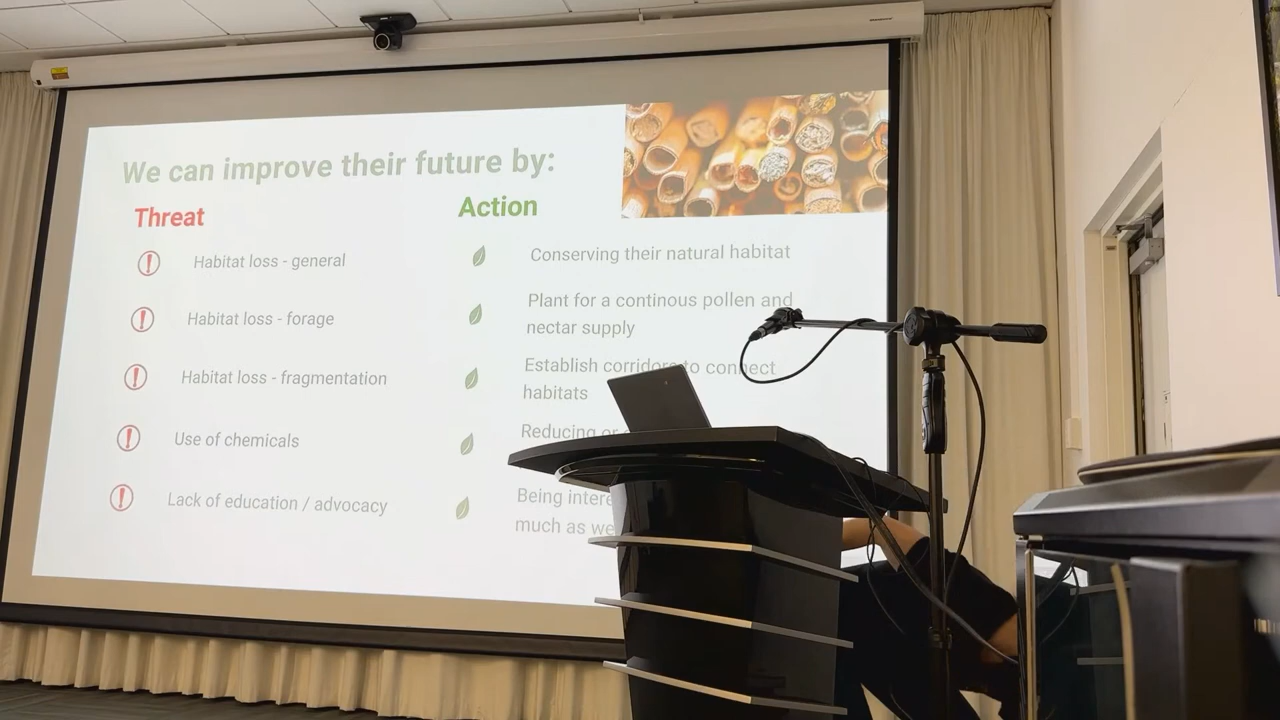 We can improve their future by:
Threat
Action
Habitat loss - general
Conserving their natural habitat
Habitat loss - forage
Plant for a continous pollen and
nectar supply
Habitat loss - fragmentation
Establish corridors to connect
habitats
Use of chemicals
Reducing or
Lack of education / advocacy
Being
much as we